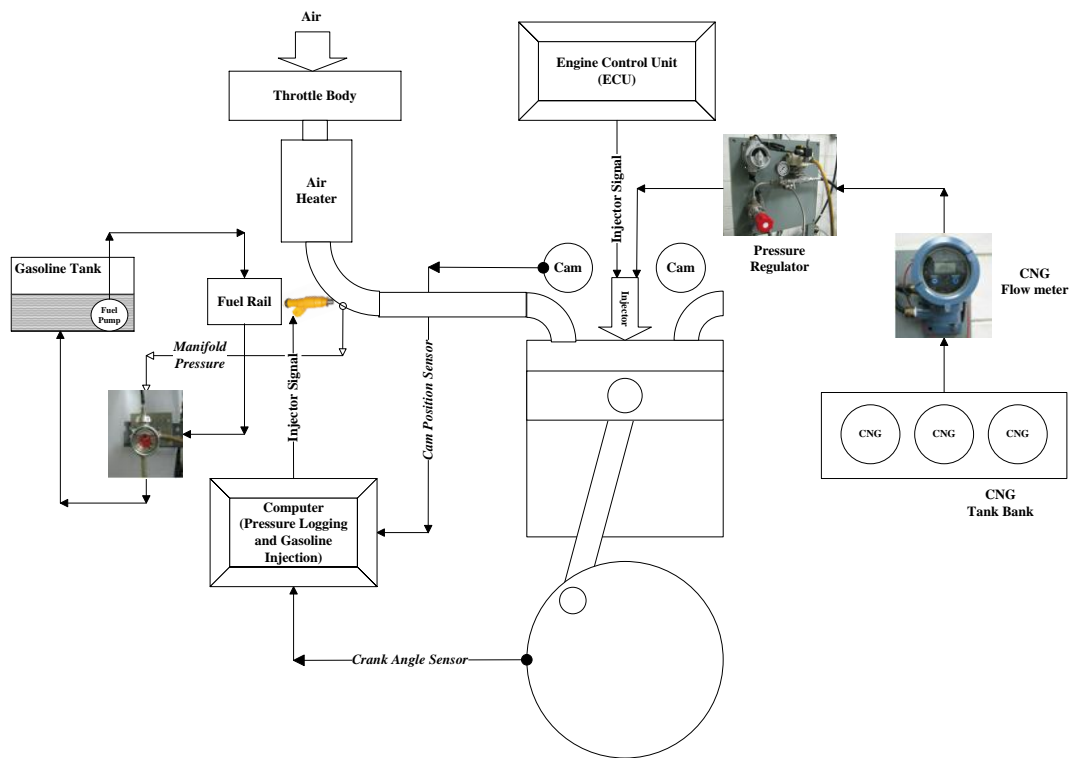 Air
Throttle Body
Engine Control Unit
(ECU)
Air
Heater
Injector Signal
Cam
Cam
Pressure
Regulator
CNG
Flow meter
Gasoline Tank
Fuel
Pump
Fuel Rail
Injector
Manifold
Pressure
Injector Signal
Cam Position Sensor
CNG
CNG
CNG
CNG
Tank Bank
Computer
(Pressure Logging
and Gasoline
Injection)
Crank Angle Sensor